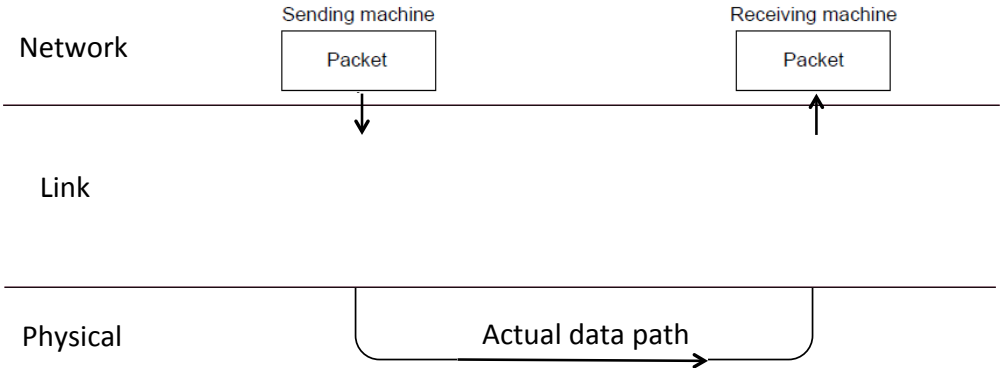 Sending machine
Receiving machine
Network
Packet
Packet
Link
Physical
Actual data path